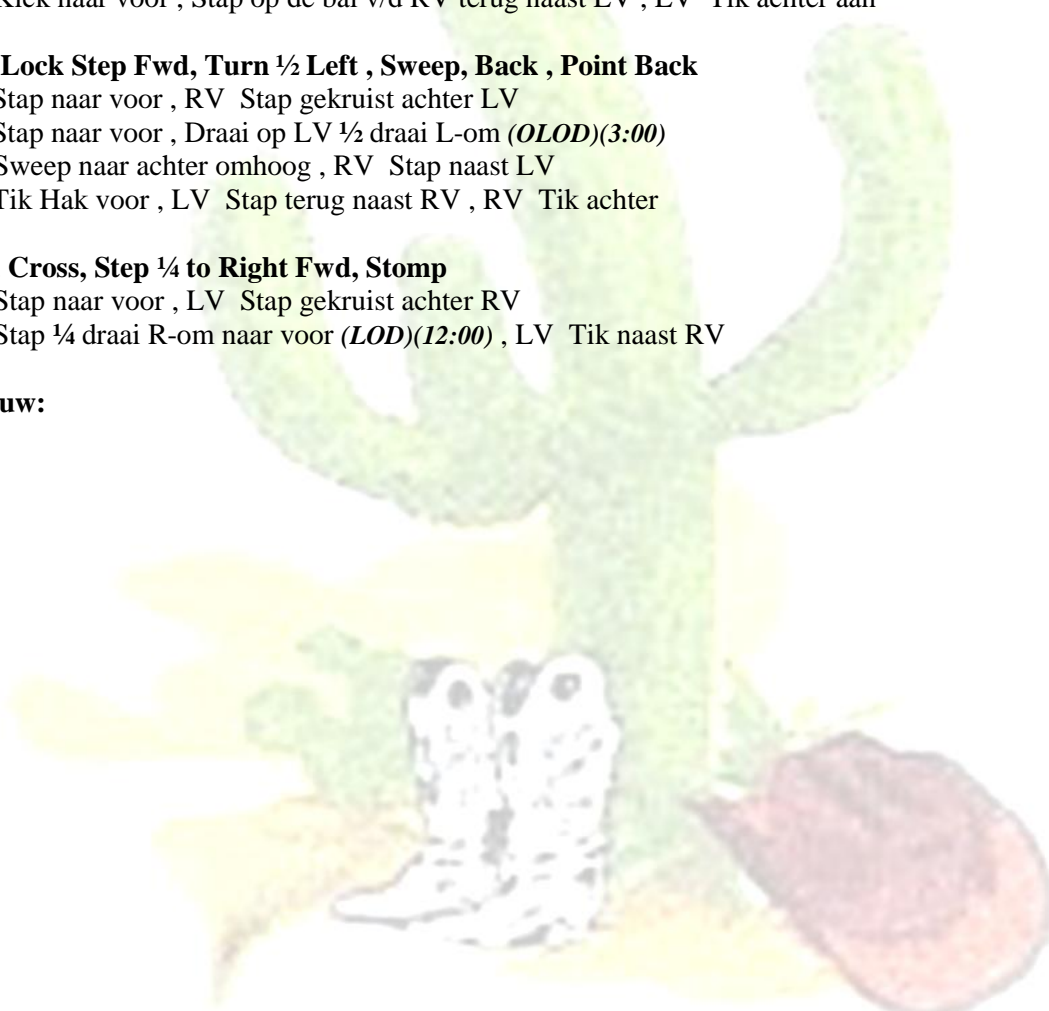 Kick naar voor , Stap op de bal v/d RV terug naast LV , LV Tik achter aan
Lock Step Fwd, Turn ½ Left , Sweep, Back , Point Back
Stap naar voor , RV Stap gekruist achter LV
Stap naar voor , Draai op LV ½ draai L-om (OLOD)(3:00)
Sweep naar achter omhoog , RV Stap naast LV
Tik Hak voor , LV Stap terug naast RV , RV Tik achter
Cross, Step ¼ to Right Fwd, Stomp
Stap naar voor , LV Stap gekruist achter RV
Stap ¼ draai R-om naar voor (LOD)(12:00) , LV Tik naast RV
uw: